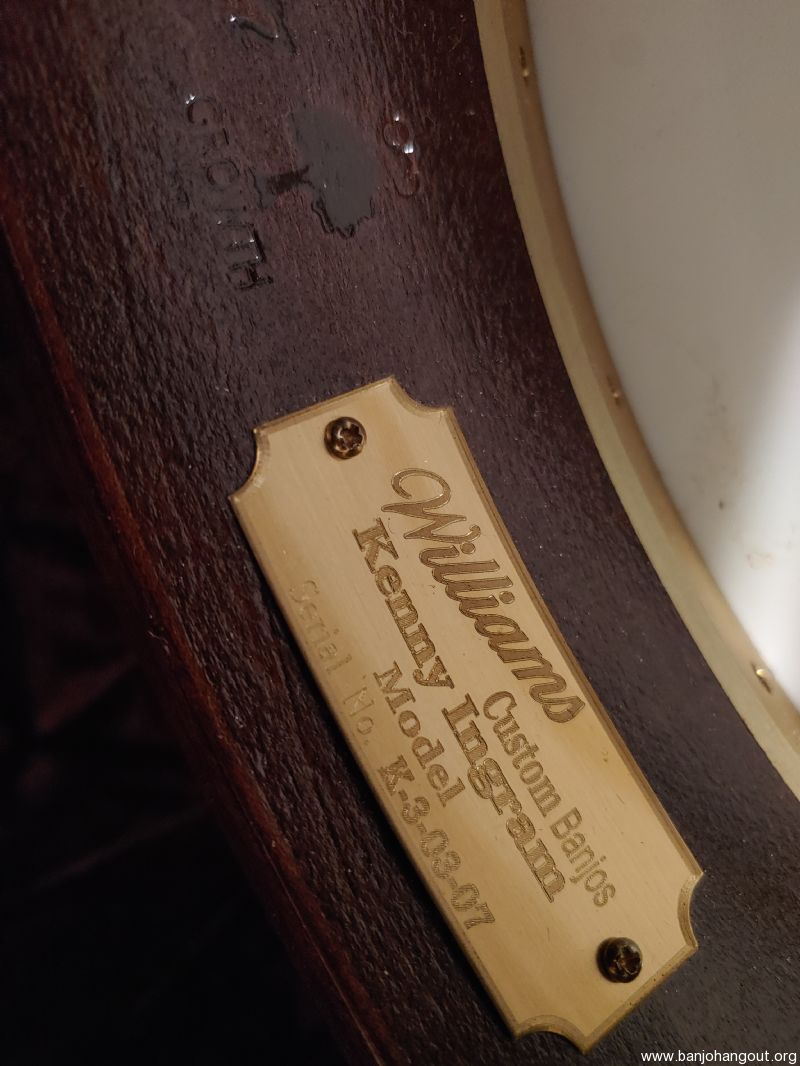 GROWTH
Williams
Custom Banjos
Kenny Ingram
Model
Serial No. K-3-03-07
www.banjohangout.org